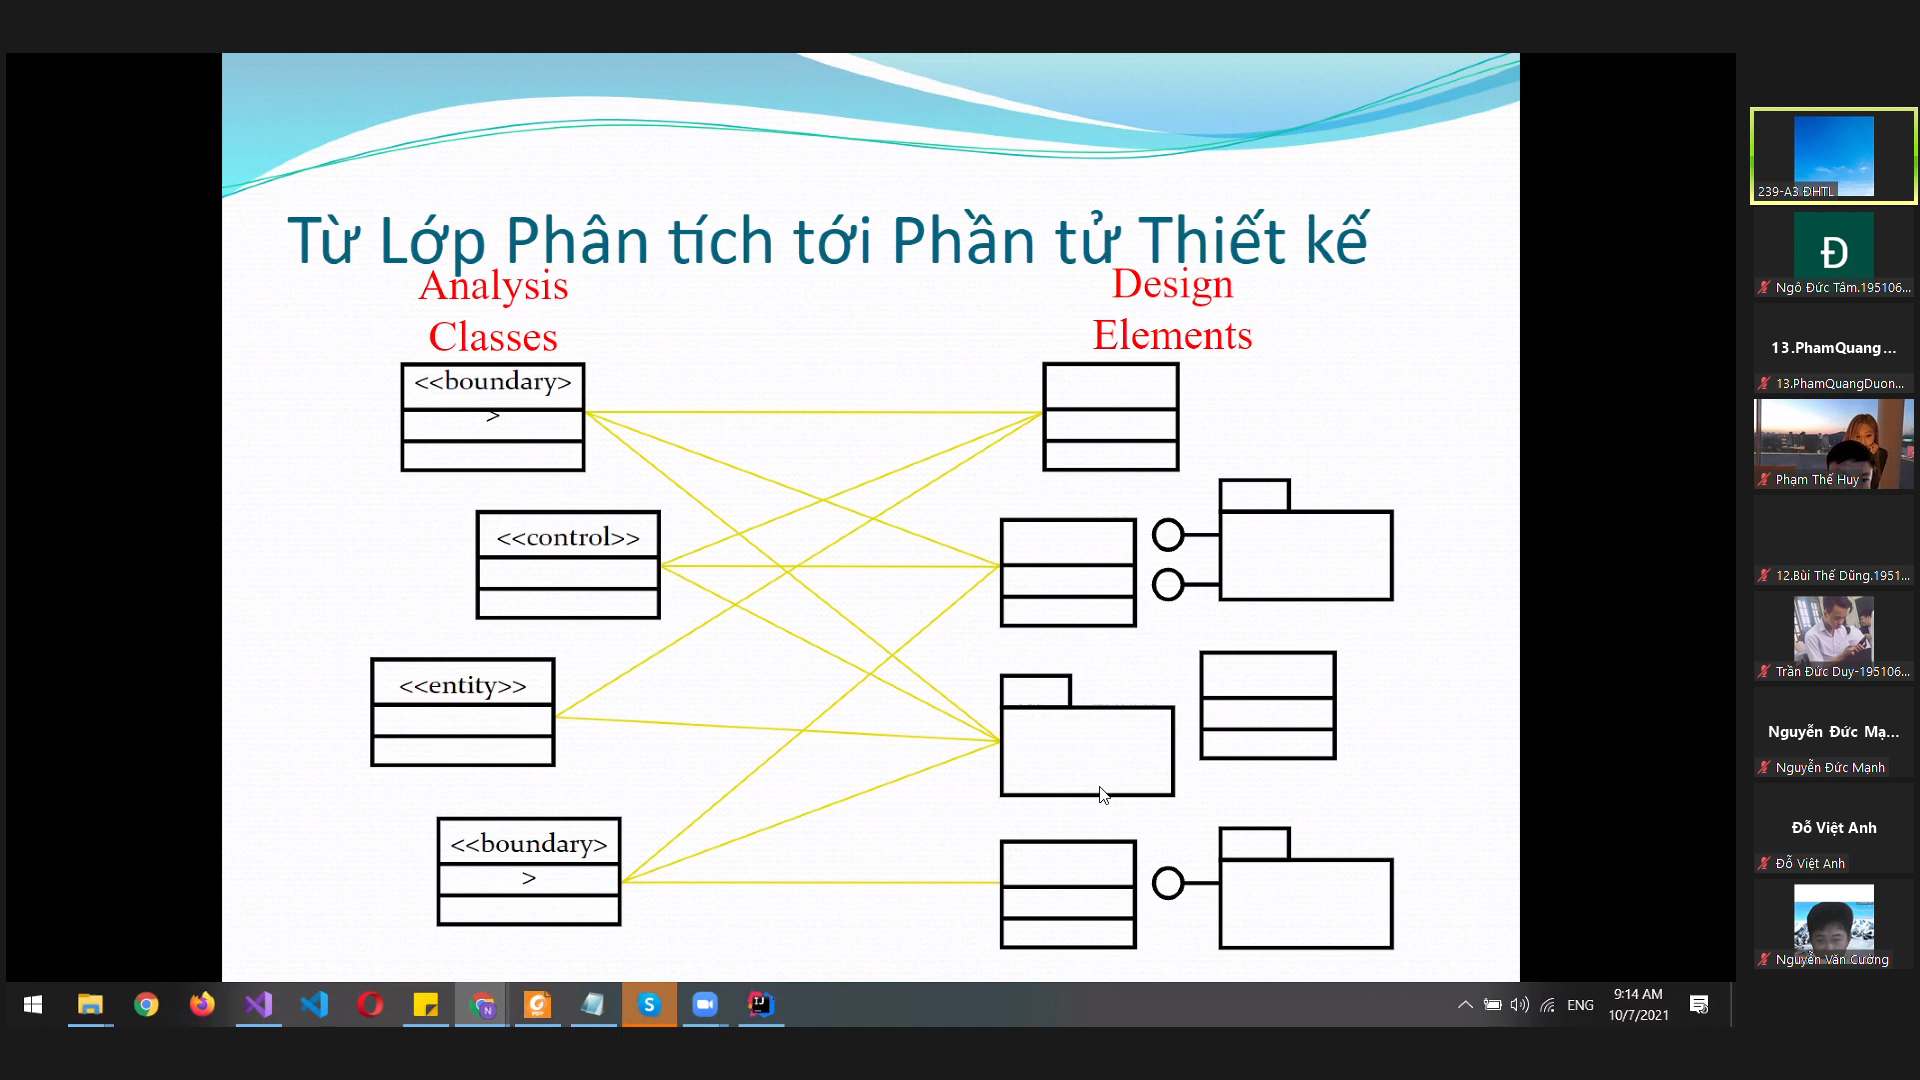 Từ Lớp Phân tích tới Phần tử Thiết kế
Analysis
Classes
Design
Elements
<<boundary>
>
<<control>>
<<entity>>
<<boundary>
>
239-A3 ĐHTL
Đ
Ngô Đức Tâm.195106...
13.PhamQuang...
13.PhamQuangDuon...
Phạm Thế Huy
12.Bùi Thế Dũng.1951...
Trần Đức Duy-195106...
Nguyễn Đức Mạ...
Nguyễn Đức Mạnh
Đỗ Việt Anh
Đỗ Việt Anh
Nguyễn Văn Cường
N
PDF
S
IJ
ENG
9:14 AM
10/7/2021